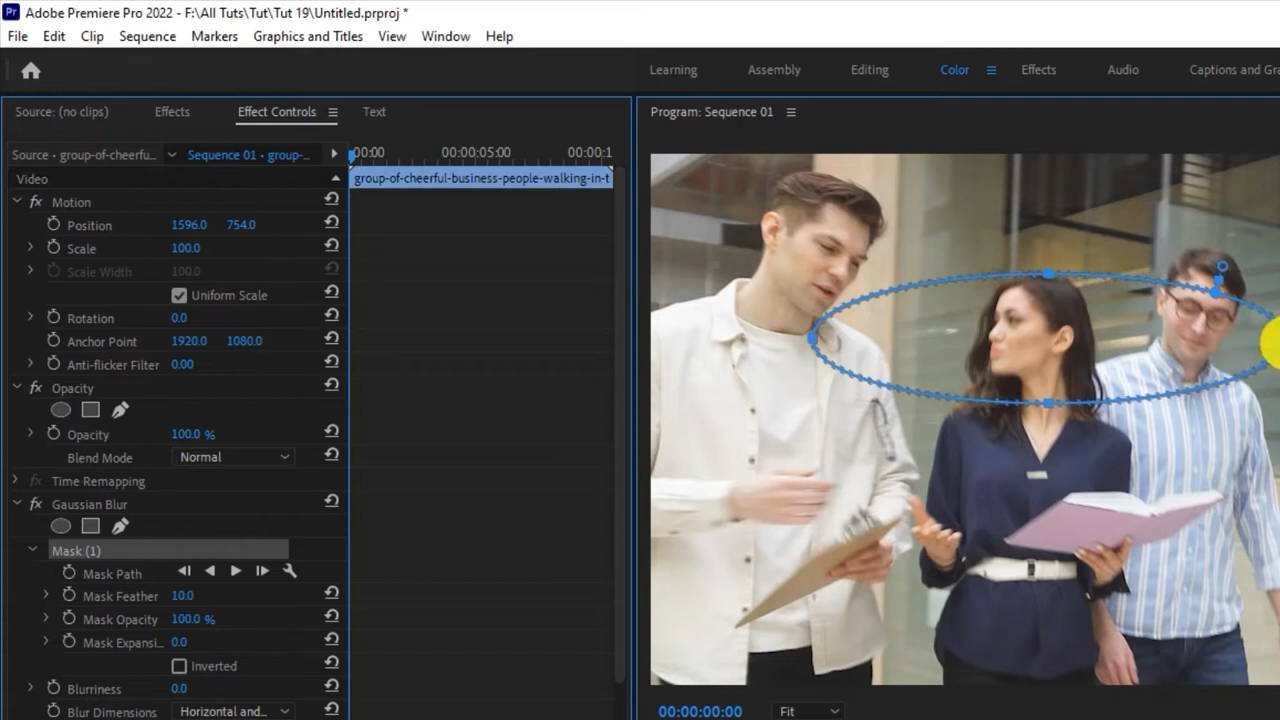 Pr Adobe Premiere Pro 2022 - F:\All Tuts\Tut\Tut 19\Untitled.prproj *
File Edit Clip Sequence Markers Graphics and Titles View Window Help
Learning Assembly Editing Color Effects Audio Captions and Gra
Source: (no clips) Effects Effect Controls Text
Program: Sequence 01
Source • group-of-cheerfu... Sequence 01 • group-...
:00:00 00:00:05:00 00:00:1
Video
group-of-cheerful-business-people-walking-in-t
fx Motion
Position 1596.0 754.0
Scale 100.0
Scale Width 100.0
Uniform Scale
Rotation 0.0
Anchor Point 1920.0 1080.0
Anti-flicker Filter 0.00
fx Opacity
Opacity 100.0 %
Blend Mode Normal
fx Time Remapping
fx Gaussian Blur
Mask (1)
Mask Path
Mask Feather 10.0
Mask Opacity 100.0 %
Mask Expansi... 0.0
Inverted
Blurriness 0.0
Blur Dimensions Horizontal and...
00:00:00:00 Fit